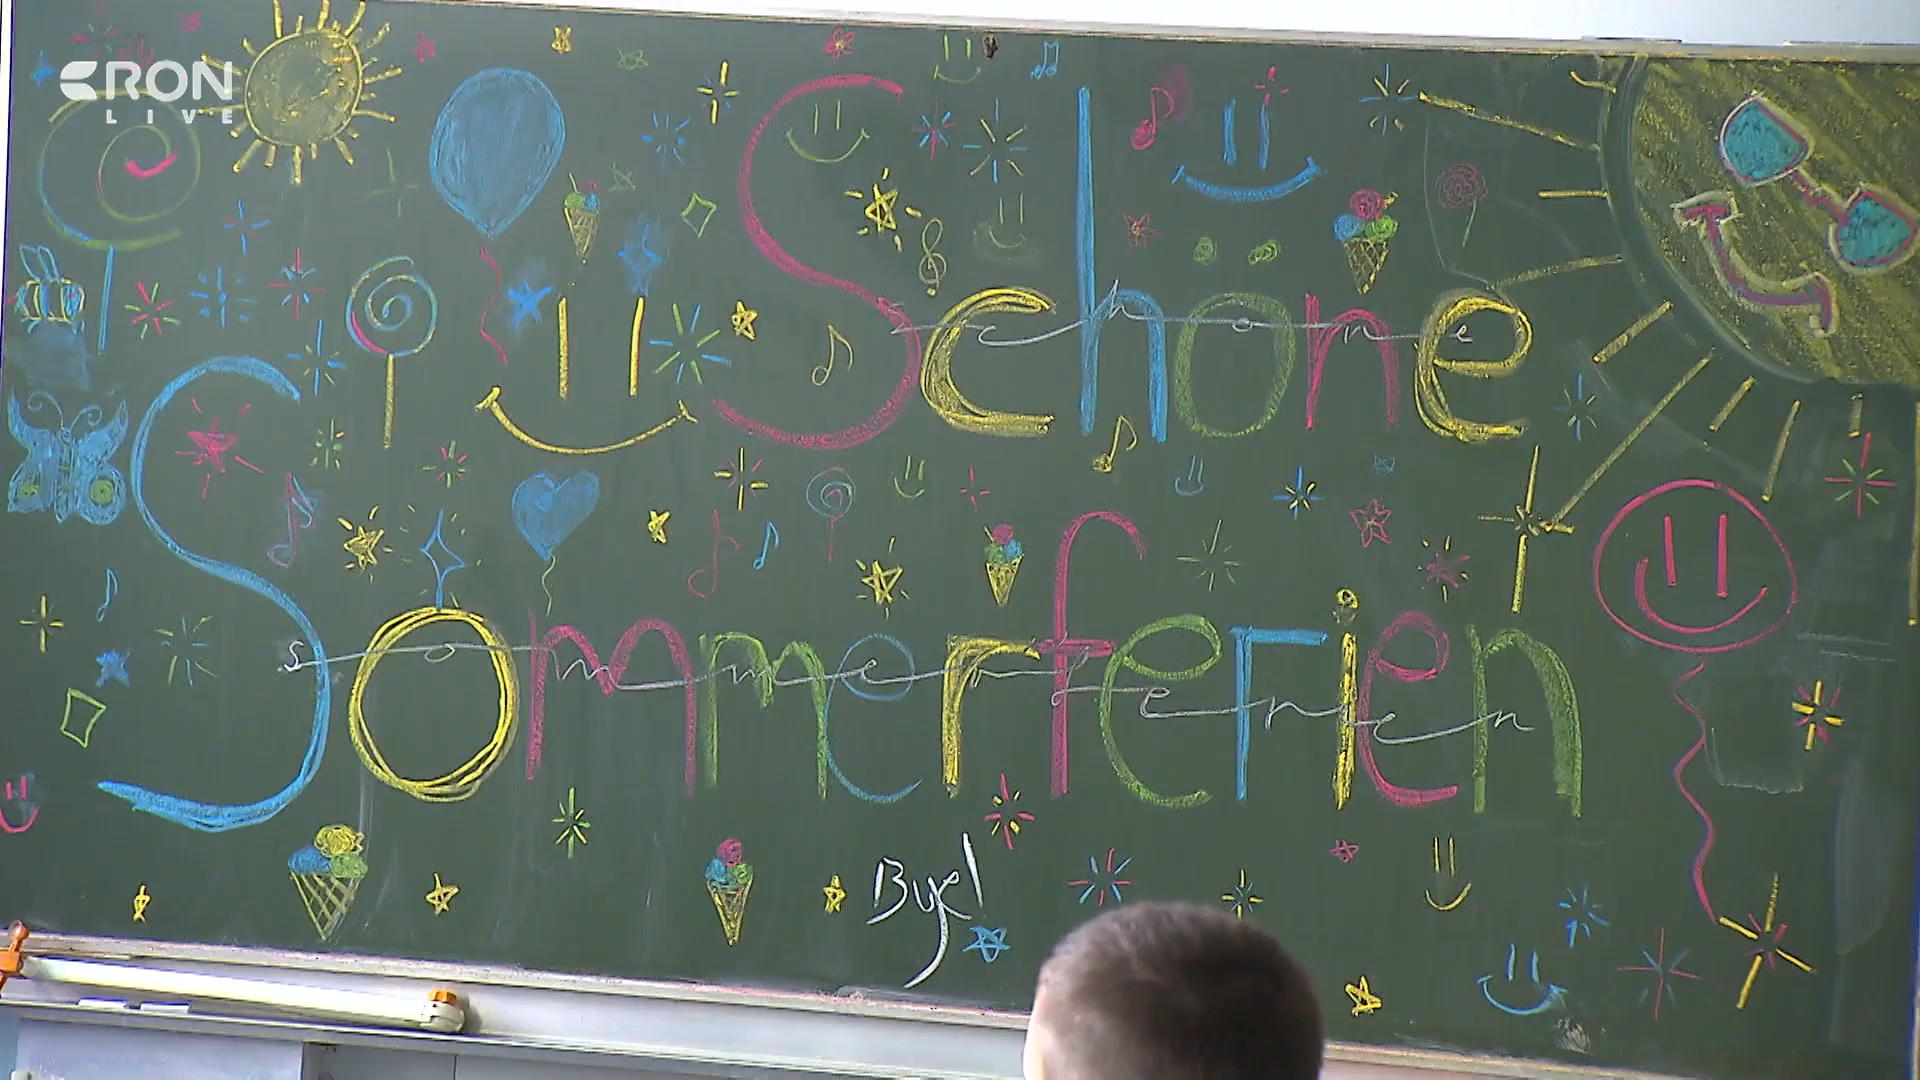 RON
LIVE
Schöne
schöne
Sommerferien
sommerferien
Bye!